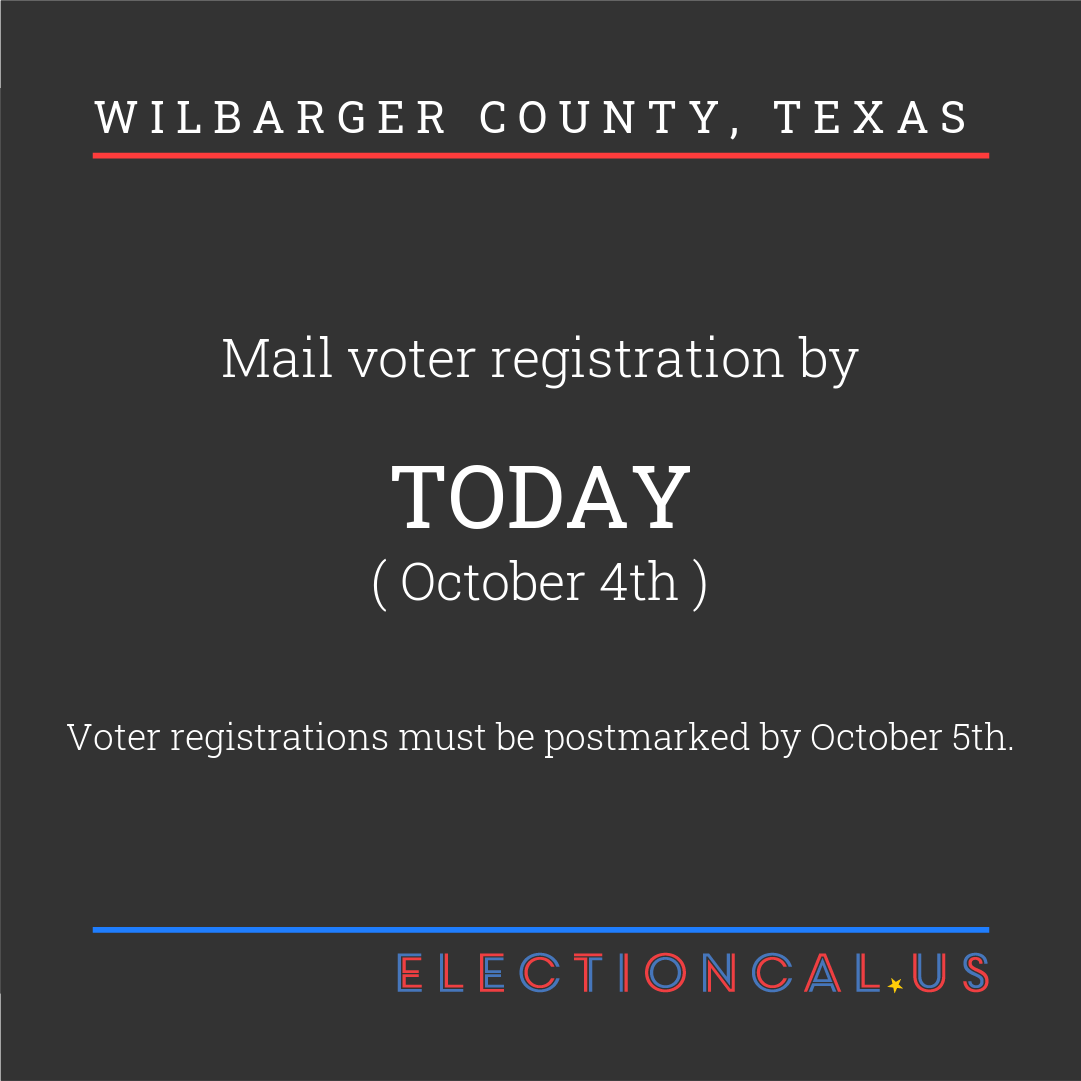 WILBARGER COUNTY, TEXAS
Mail voter registration by
TODAY
( October 4th )
Voter registrations must be postmarked by October 5th.
ELECTIONCAL.US